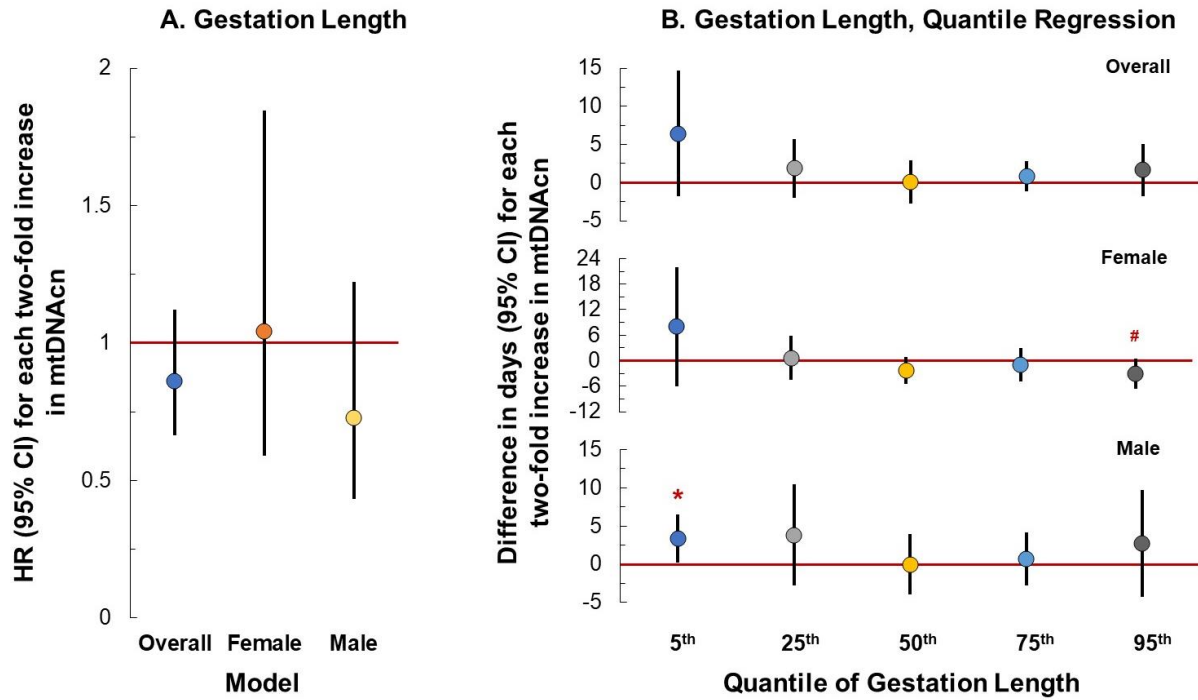 A. Gestation Length
HR (95% CI) for each two-fold increase
in mtDNAcn
2
1.5
1
0.5
0
Overall Female Male
Model
B. Gestation Length, Quantile Regression
Difference in days (95% CI) for each
two-fold increase in mtDNAcn
Overall
15
10
5
0
-5
Female
24
18
12
6
0
-6
-12
#
Male
15
10
5
0
-5
*
5th 25th 50th 75th 95th
Quantile of Gestation Length